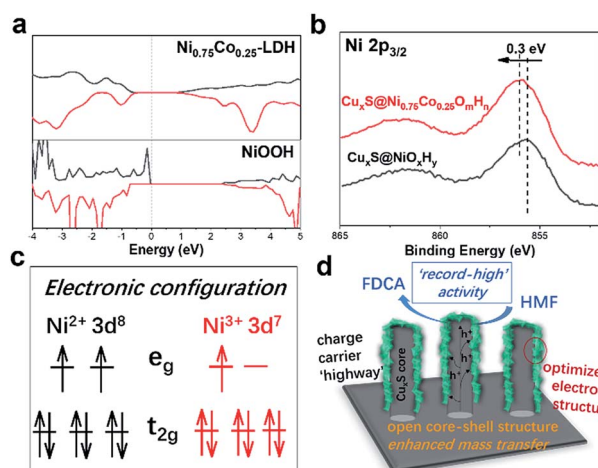 a
Ni0.75Co0.25-LDH
NiOOH
-4 -3 -2 -1 0 1 2 3 4 5
Energy (eV)
b
Ni 2p3/2
0.3 eV
CuxS@Ni0.75Co0.25OmHn
CuxS@NiOxHy
865 860 855
Binding Energy (eV)
c
Electronic configuration
Ni2+ 3d8 Ni3+ 3d7
eg
t2g
d
'record-high'
activity
FDCA HMF
charge
carrier
'highway'
CuxS core
h+
h+
h+
optimize
electro
structu
open core-shell structure
enhanced mass transfer